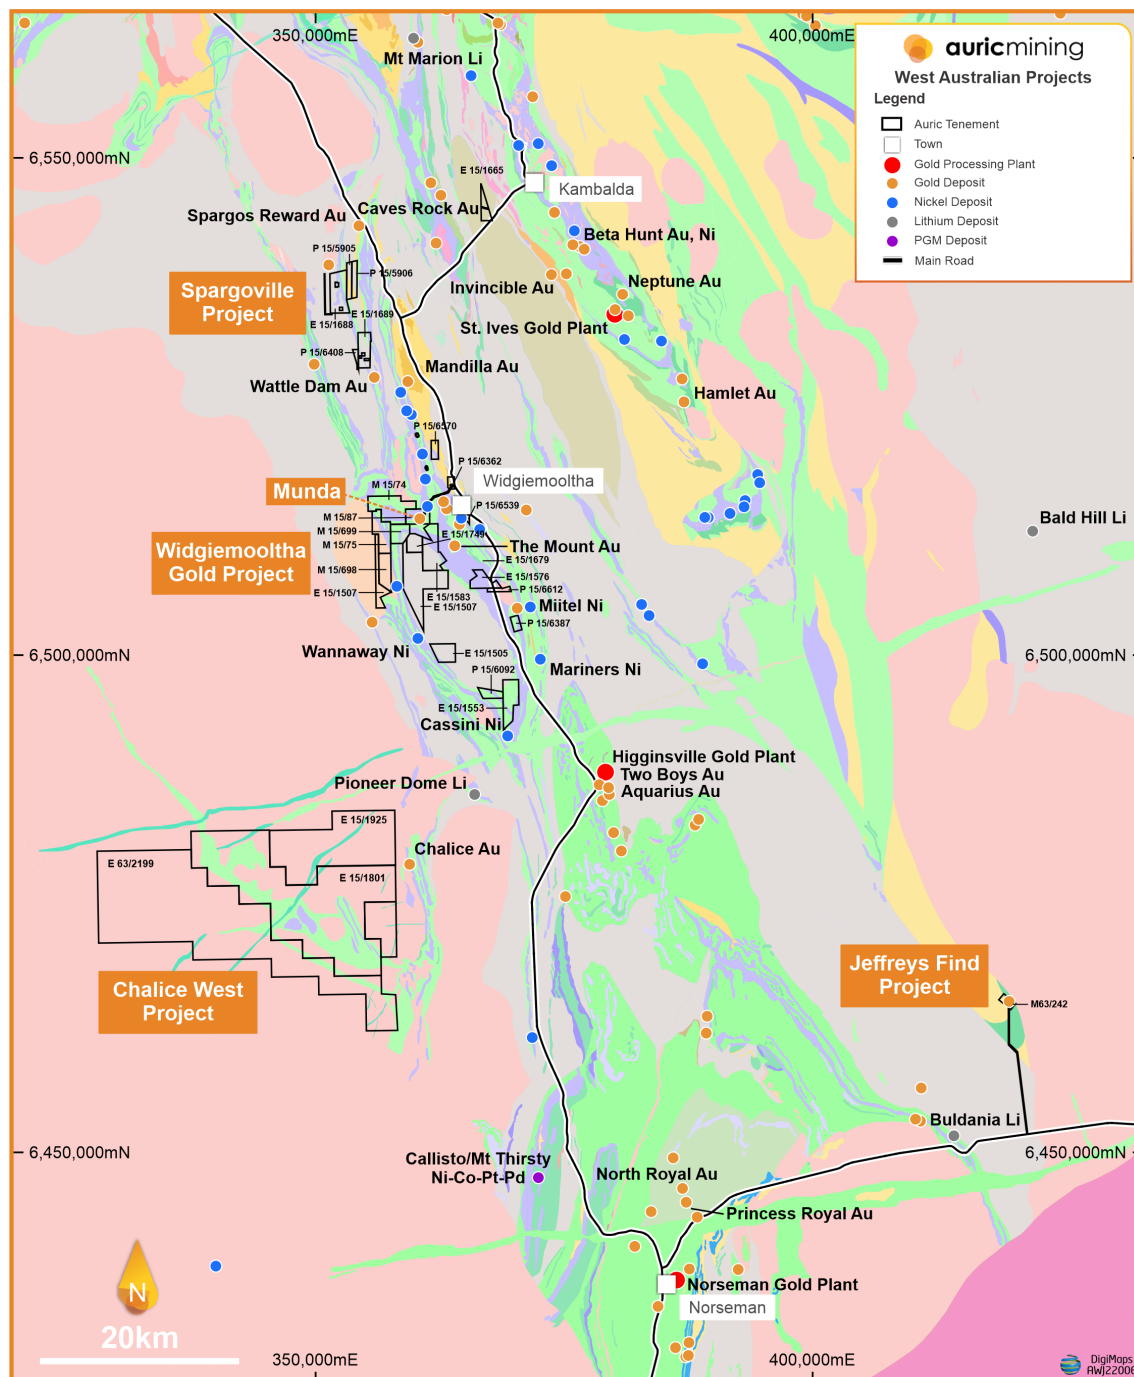 350,000mE
400,000mE
auricmining
West Australian Projects
Legend
Auric Tenement
Town
Gold Processing Plant
Gold Deposit
Nickel Deposit
Lithium Deposit
PGM Deposit
Main Road
Mt Marion Li
6,550,000mN
E 15/1665
Kambalda
Caves Rock Au
Spargos Reward Au
Beta Hunt Au, Ni
P 15/5905
P 15/5906
Spargoville
Project
Invincible Au
Neptune Au
E 15/1689
E 15/1688
St. Ives Gold Plant
P 15/6408
Mandilla Au
Wattle Dam Au
Hamlet Au
P 15/6570
P 15/6362
Widgiemooltha
M 15/74
Munda
P 15/6539
M 15/87
Bald Hill Li
M 15/699
E 15/1749
M 15/75
The Mount Au
Widgiemooltha
Gold Project
E 15/1679
M 15/698
E 15/1576
P 15/6612
E 15/1507
E 15/1583
E 15/1507
Miitel Ni
P 15/6387
Wannaway Ni
E 15/1505
6,500,000mN
6,500,000mN
P 15/6092
Mariners Ni
E 15/1553
Cassini Ni
Higginsville Gold Plant
Two Boys Au
Aquarius Au
Pioneer Dome Li
E 15/1925
Chalice Au
E 63/2199
E 15/1801
Jeffreys Find
Project
Chalice West
Project
M63/242
Buldania Li
6,450,000mN
6,450,000mN
Callisto/Mt Thirsty
Ni-Co-Pt-Pd
North Royal Au
Princess Royal Au
N
Norseman Gold Plant
Norseman
20km
350,000mE
400,000mE
DigiMaps
AWJ22006